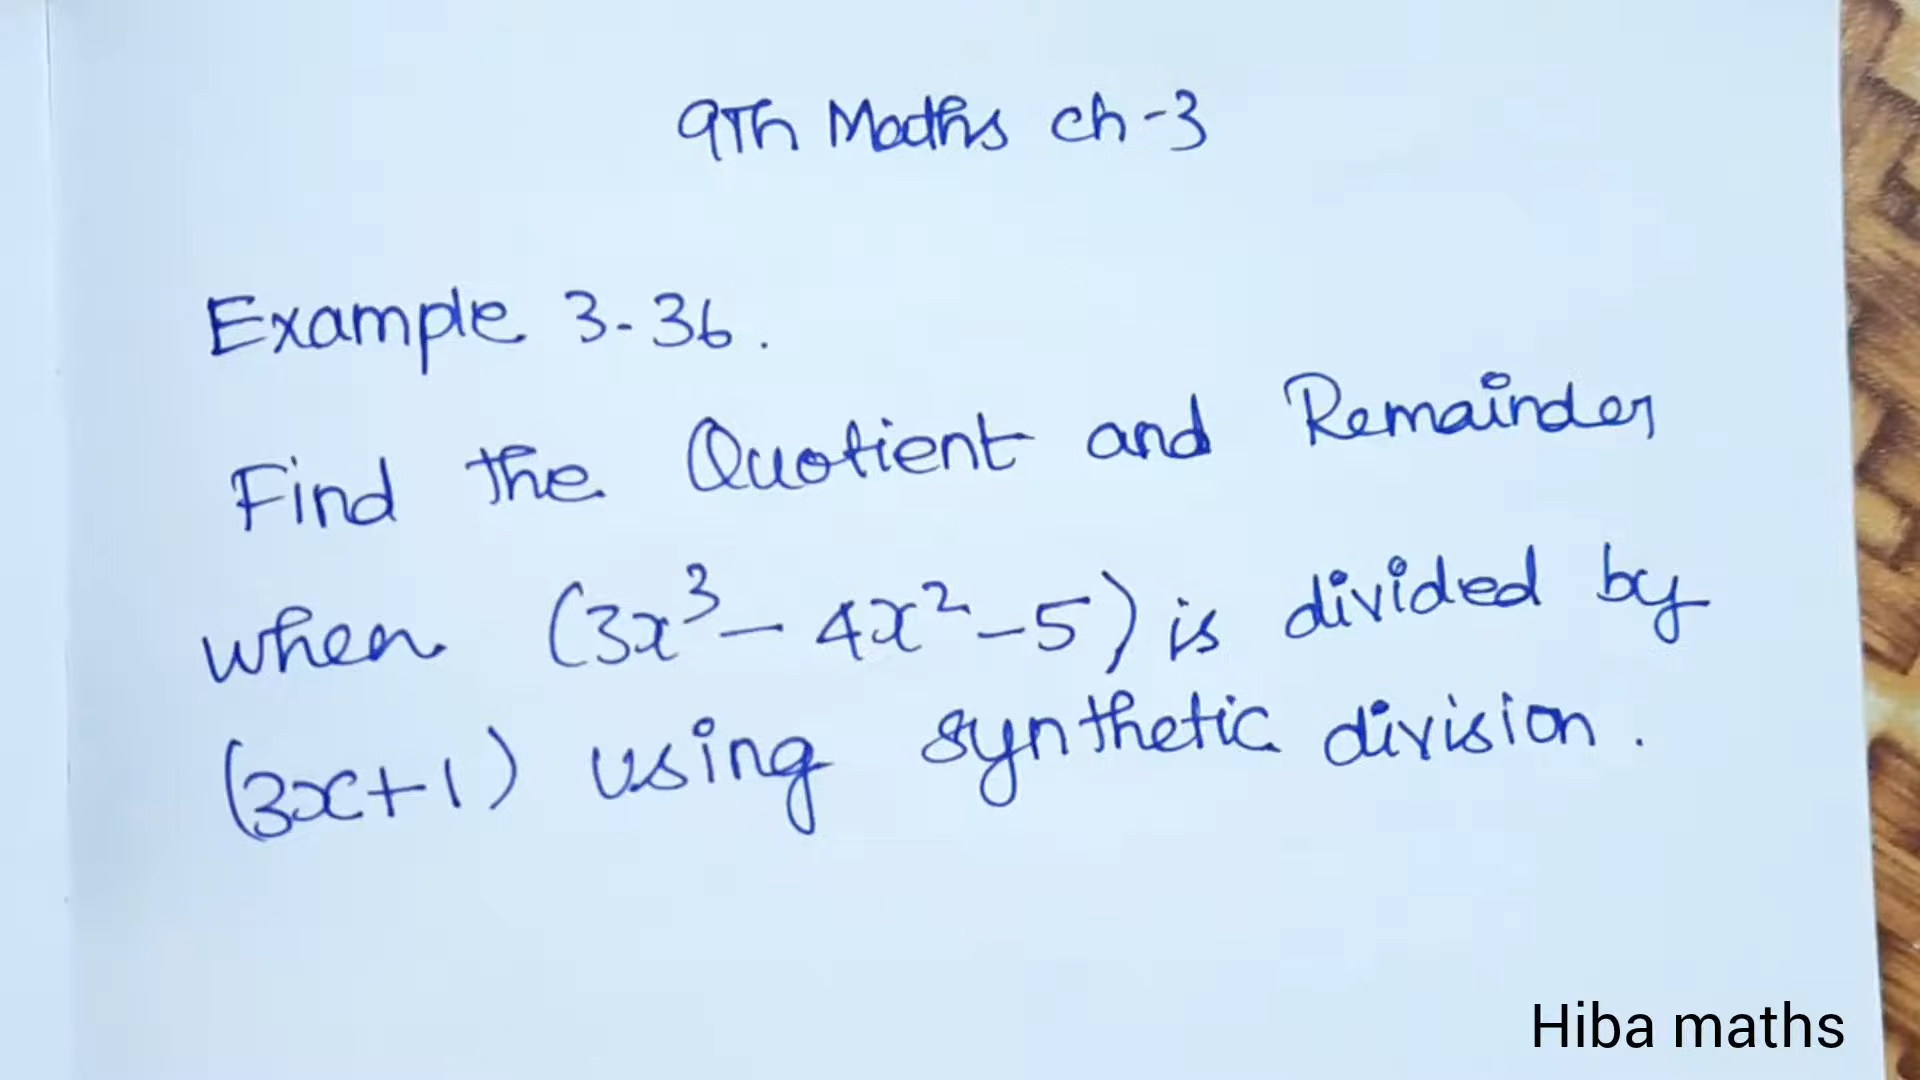 9Th Maths ch-3
Example 3-36.
Find the Quotient and Remainder
when (3x³ - 4x² - 5) is divided by
(3x+1) using synthetic division.
Hiba maths